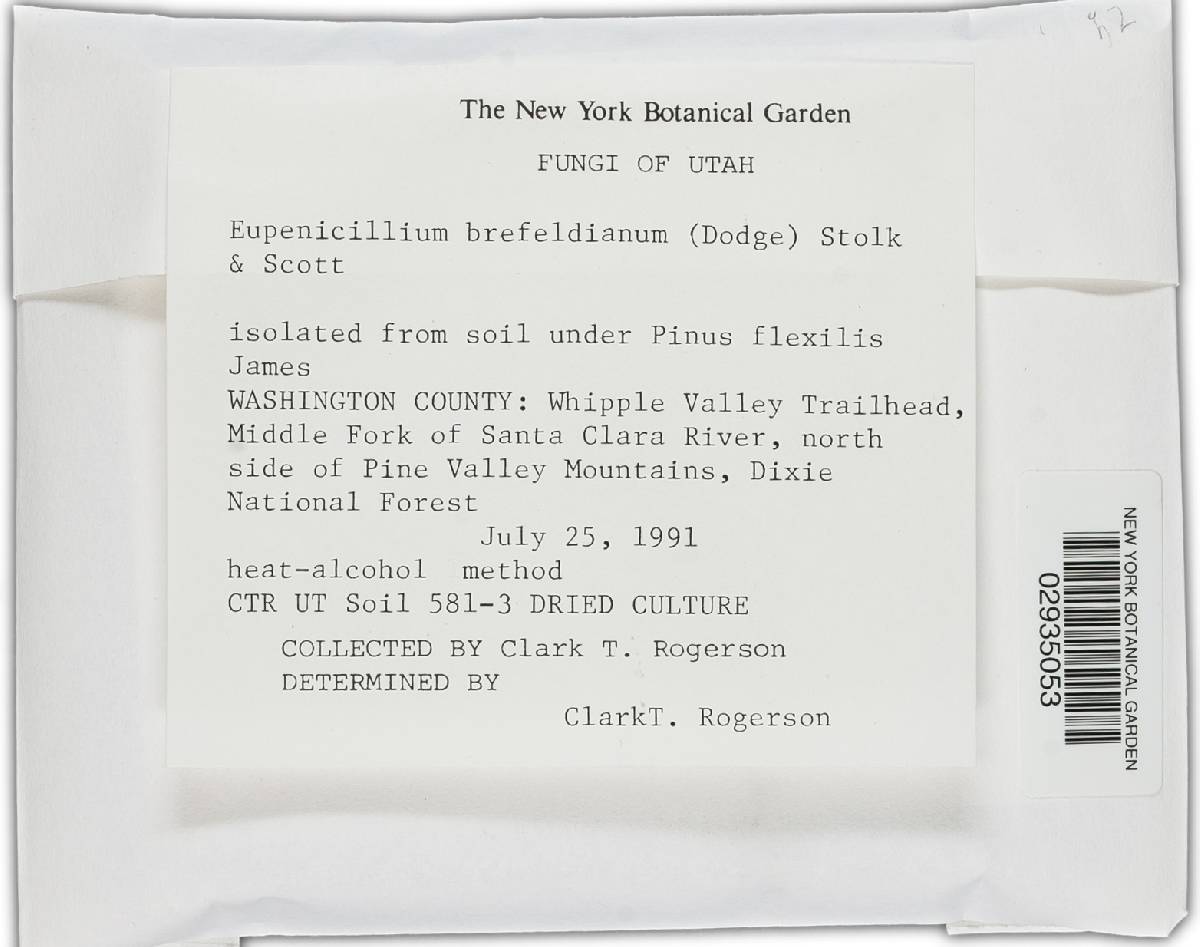 The New York Botanical Garden
FUNGI OF UTAH
Eupenicillium brefeldianum (Dodge) Stolk
& Scott
isolated from soil under Pinus flexilis
James
WASHINGTON COUNTY: Whipple Valley Trailhead,
Middle Fork of Santa Clara River, north
side of Pine Valley Mountains, Dixie
National Forest
July 25, 1991
heat-alcohol method
CTR UT Soil 581-3 DRIED CULTURE
COLLECTED BY Clark T. Rogerson
DETERMINED BY
ClarkT. Rogerson
NEW YORK BOTANICAL GARDEN
02935053